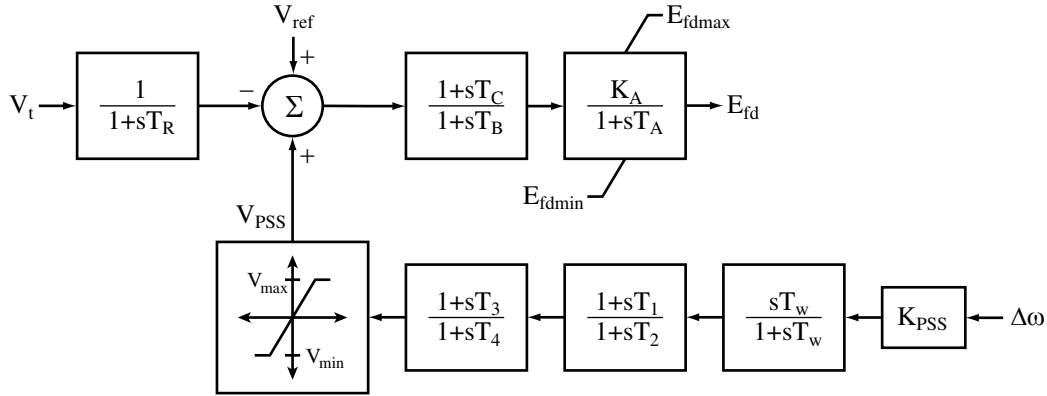 V_ref
E_fdmax
+
V_t
1
1+sT_R
−
Σ
1+sT_C
1+sT_B
K_A
1+sT_A
E_fd
+
E_fdmin
V_PSS
V_max
V_min
1+sT_3
1+sT_4
1+sT_1
1+sT_2
sT_w
1+sT_w
K_PSS
Δω